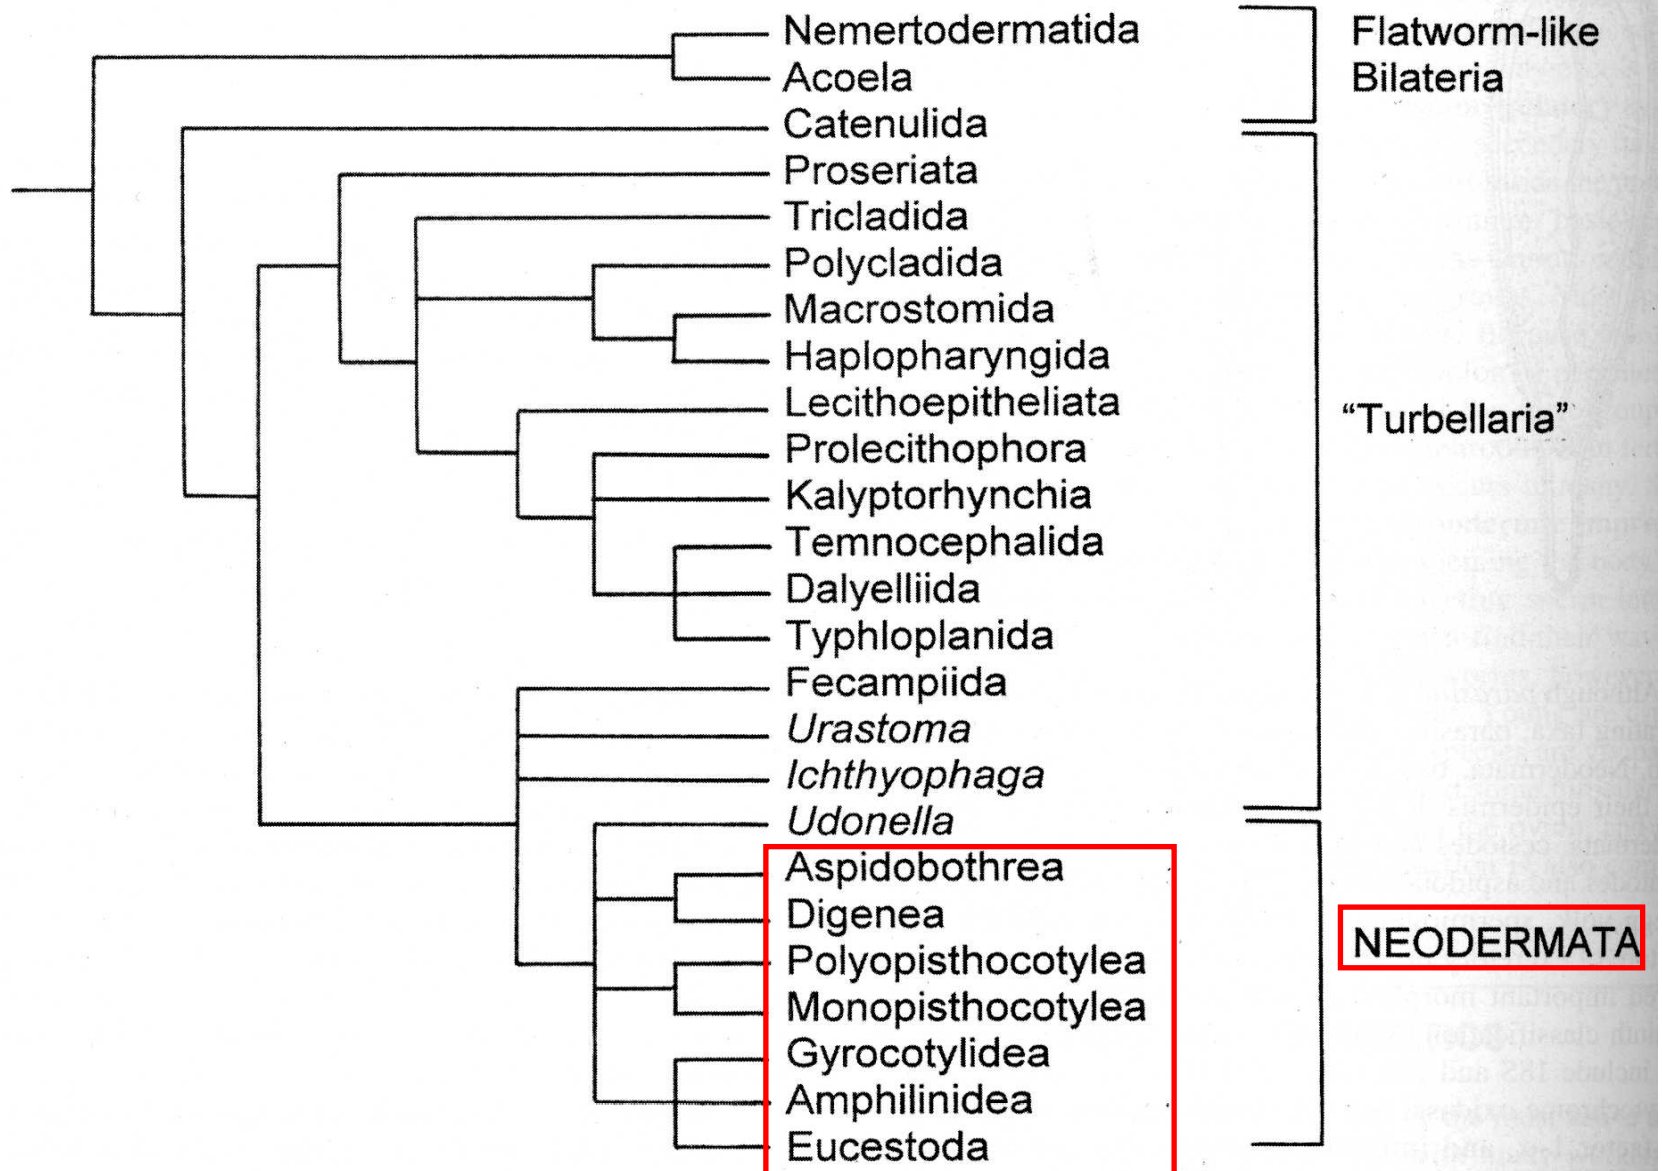 Nemertodermatida
Acoela
Catenulida
Proseriata
Tricladida
Polycladida
Macrostomida
Haplopharyngida
Lecithoepitheliata
Prolecithophora
Kalyptorhynchia
Temnocephalida
Dalyelliida
Typhloplanida
Fecampiida
Urastoma
Ichthyophaga
Udonella
Aspidobothrea
Digenea
Polyopisthocotylea
Monopisthocotylea
Gyrocotylidea
Amphilinidea
Eucestoda
Flatworm-like
Bilateria
“Turbellaria”
NEODERMATA